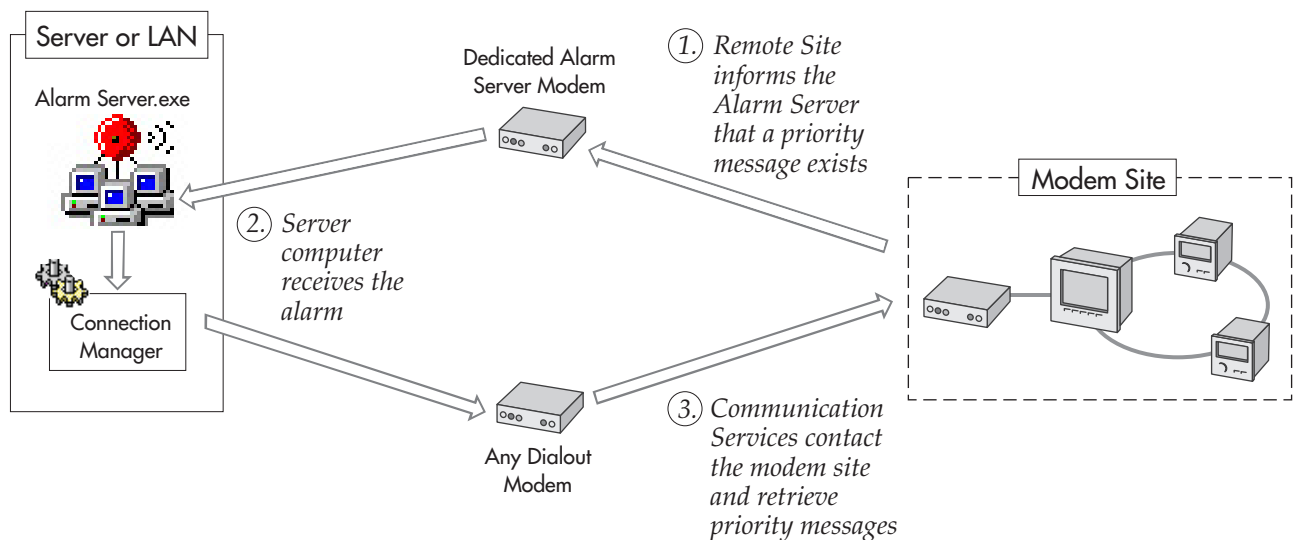 Server or LAN
Alarm Server.exe
Connection
Manager
Dedicated Alarm
Server Modem
1. Remote Site
informs the
Alarm Server
that a priority
message exists
2. Server
computer
receives the
alarm
Any Dialout
Modem
3. Communication
Services contact
the modem site
and retrieve
priority messages
Modem Site